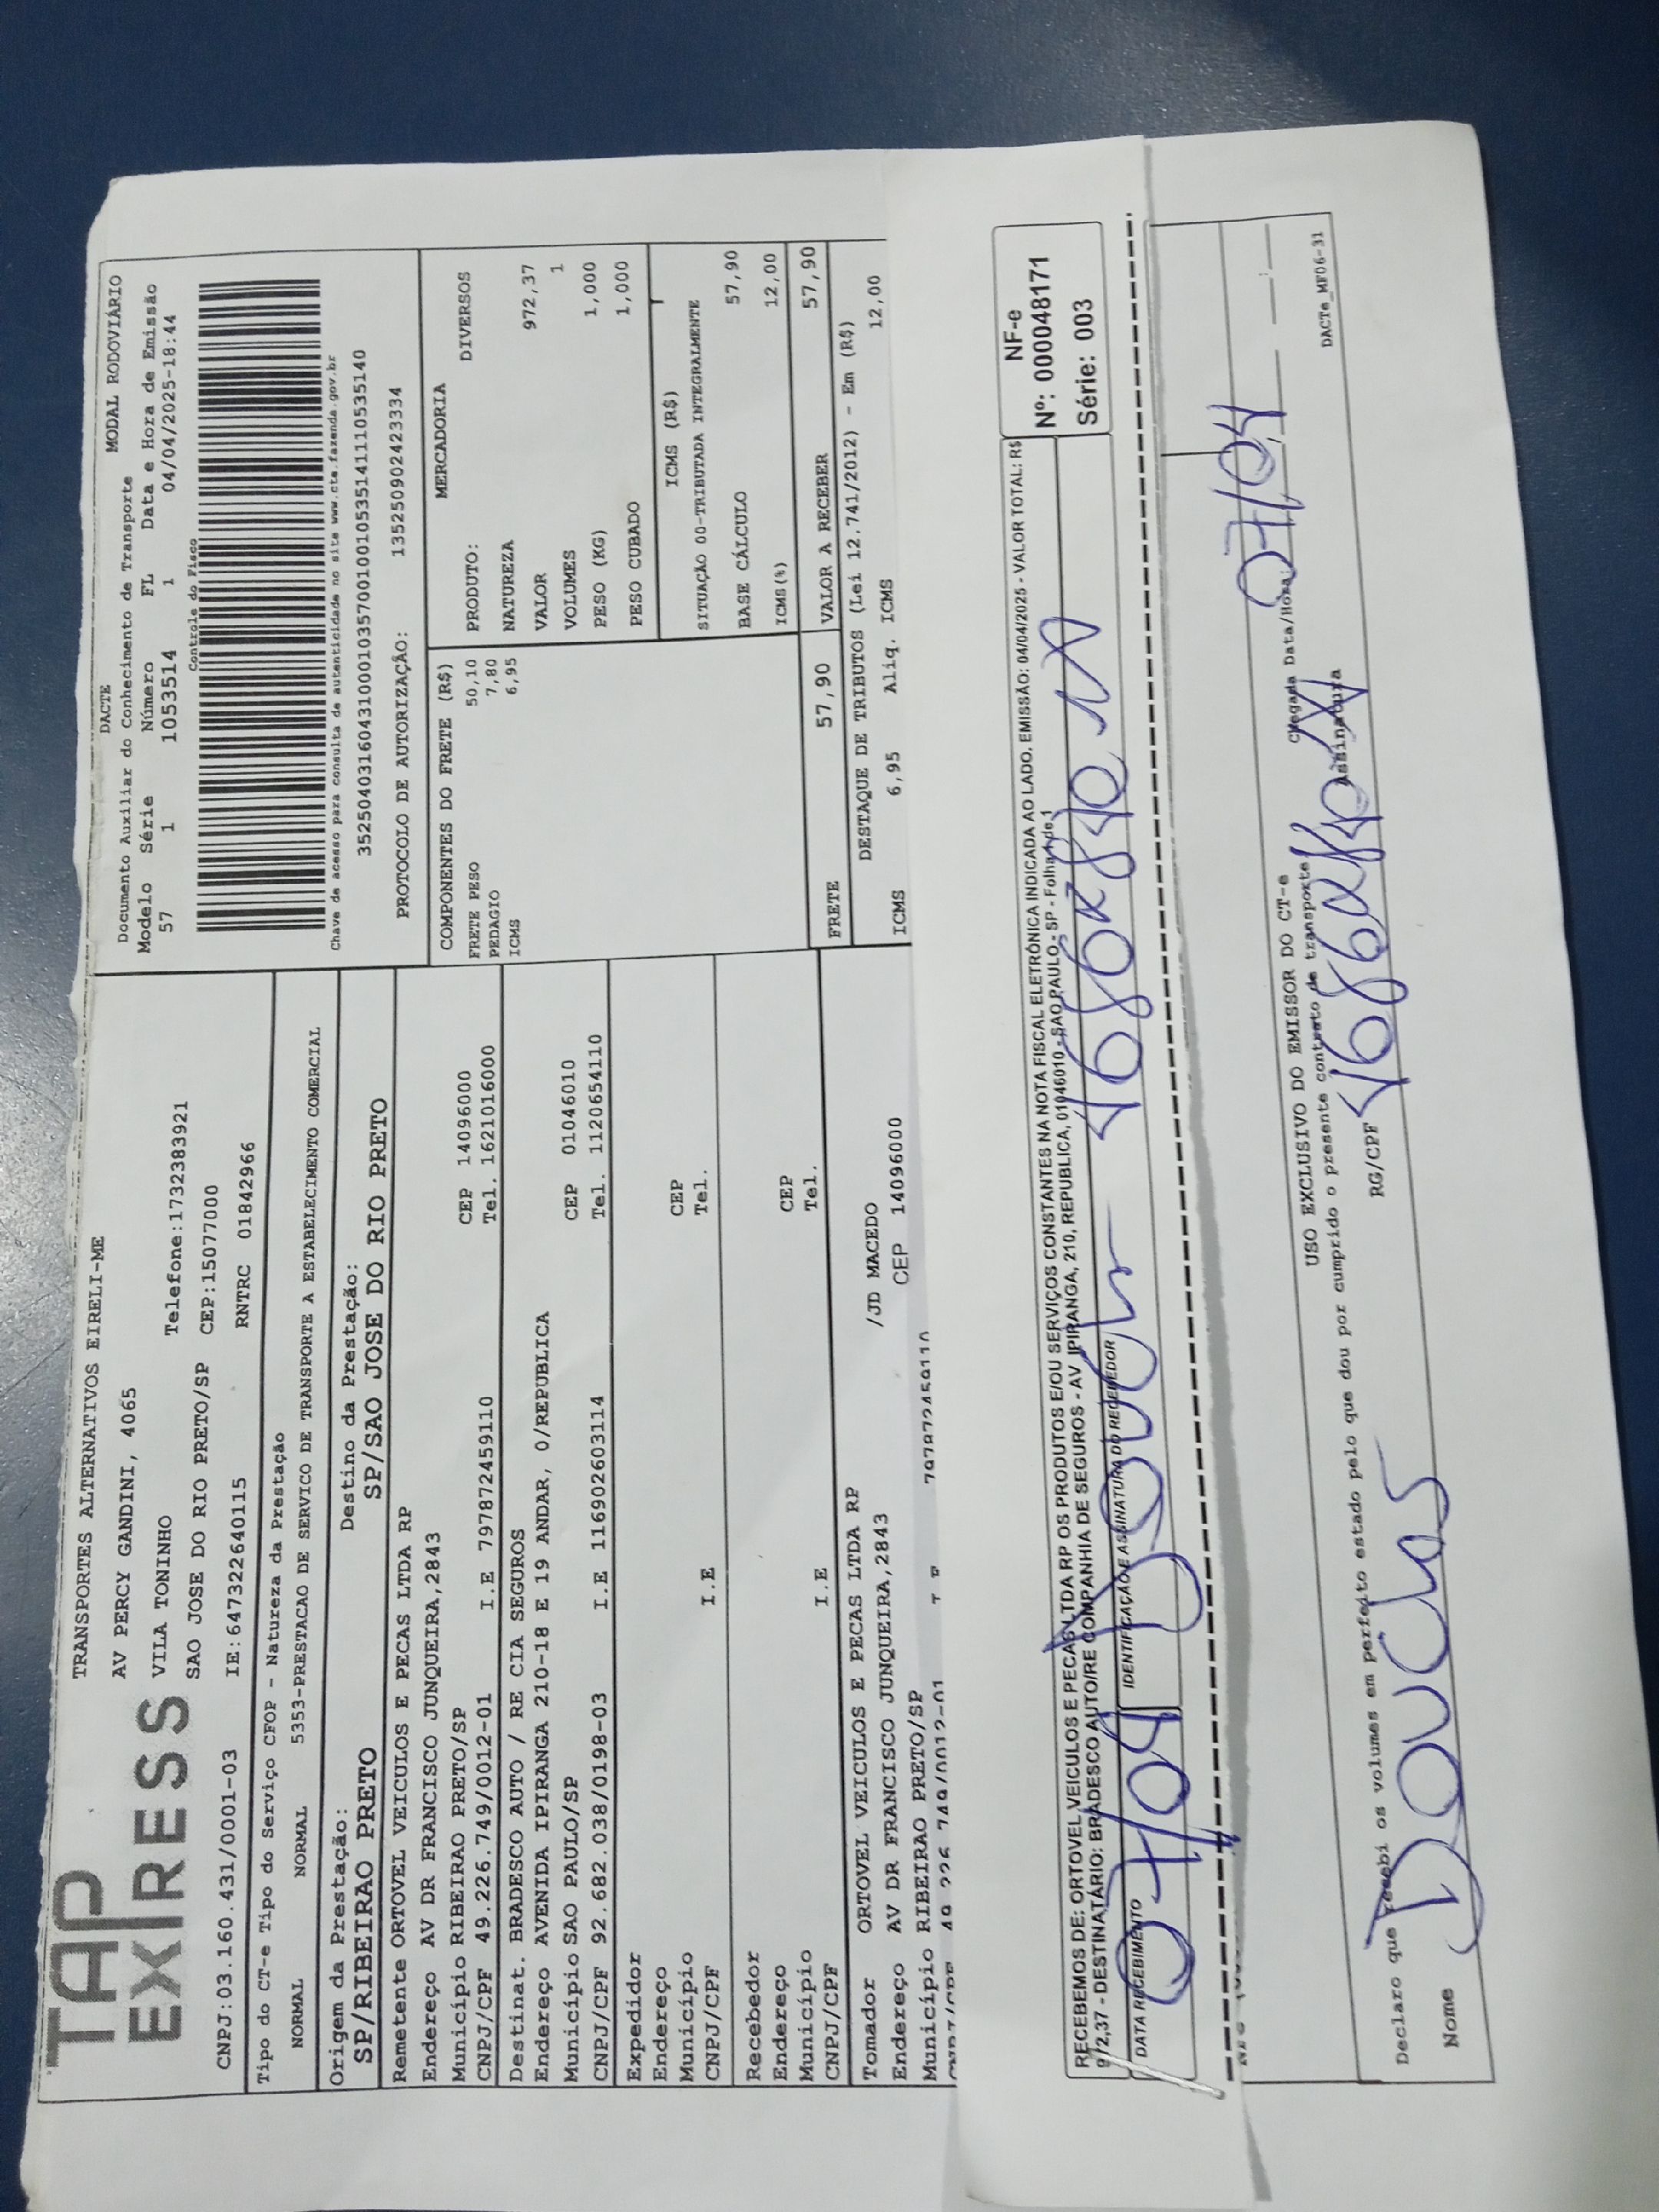 TAP
EXPRESS
TRANSPORTES ALTERNATIVOS EIRELI-ME
AV PERCY GANDINI, 4065
VILA TONINHO Telefone:1732383921
SAO JOSE DO RIO PRETO/SP CEP:15077000
CNPJ:03.160.431/0001-03 IE:647322640115 RNTRC 01842966
Tipo do CT-e Tipo do Serviço CFOP - Natureza da Prestação
NORMAL NORMAL 5353-PRESTACAO DE SERVICO DE TRANSPORTE A ESTABELECIMENTO COMERCIAL
Origem da Prestação: Destino da Prestação:
SP/RIBEIRAO PRETO SP/SAO JOSE DO RIO PRETO
Remetente ORTOVEL VEICULOS E PECAS LTDA RP
Endereço AV DR FRANCISCO JUNQUEIRA,2843
Município RIBEIRAO PRETO/SP CEP 14096000
CNPJ/CPF 49.226.749/0012-01 I.E 797872459110 Tel. 1621016000
Destinat. BRADESCO AUTO / RE CIA SEGUROS
Endereço AVENIDA IPIRANGA 210-18 E 19 ANDAR, 0/REPUBLICA
Município SAO PAULO/SP CEP 01046010
CNPJ/CPF 92.682.038/0198-03 I.E 116902603114 Tel. 1120654110
Expedidor
Endereço
Município CEP
CNPJ/CPF I.E Tel.
Recebedor
Endereço
Município CEP
CNPJ/CPF I.E Tel.
Tomador ORTOVEL VEICULOS E PECAS LTDA RP
Endereço AV DR FRANCISCO JUNQUEIRA,2843 /JD MACEDO
Município RIBEIRAO PRETO/SP CEP 14096000
DACTE MODAL RODOVIÁRIO
Documento Auxiliar do Conhecimento de Transporte
Modelo Série Número FL Data e Hora de Emissão
57 1 1053514 1 04/04/2025-18:44
Controle do Fisco
Chave de acesso para consulta de autenticidade no site www.cte.fazenda.gov.br
35250403160431000103570010010535141110535140
PROTOCOLO DE AUTORIZAÇÃO: 135250902423334
COMPONENTES DO FRETE (R$)
FRETE PESO 50,10
PEDAGIO 7,80
ICMS 6,95
MERCADORIA
PRODUTO: DIVERSOS
NATUREZA
VALOR 972,37
VOLUMES 1
PESO (KG) 1,000
PESO CUBADO 1,000
ICMS (R$)
SITUAÇÃO 00-TRIBUTADA INTEGRALMENTE
BASE CÁLCULO 57,90
ICMS(%) 12,00
FRETE 57,90 VALOR A RECEBER 57,90
DESTAQUE DE TRIBUTOS (Lei 12.741/2012) - Em (R$)
ICMS 6,95 Aliq. ICMS 12,00
RECEBEMOS DE: ORTOVEL VEICULOS E PECAS LTDA RP OS PRODUTOS E/OU SERVIÇOS CONSTANTES NA NOTA FISCAL ELETRÔNICA INDICADA AO LADO. EMISSÃO: 04/04/2025 - VALOR TOTAL: R$
972,37 - DESTINATÁRIO: BRADESCO AUTO/RE COMPANHIA DE SEGUROS - AV IPIRANGA, 210, REPUBLICA, 01046010 - SAO PAULO - SP - Folha 1 de 1
DATA RECEBIMENTO IDENTIFICAÇÃO E ASSINATURA DO RECEBEDOR
07/04
NF-e
Nº: 000048171
Série: 003
USO EXCLUSIVO DO EMISSOR DO CT-e
Chegada Data/Hora: 07/04
Declaro que recebi os volumes em perfeito estado pelo que dou por cumprido o presente contrato de transporte.
Nome Douglas RG/CPF Assinatura
DACTe_MF06-31